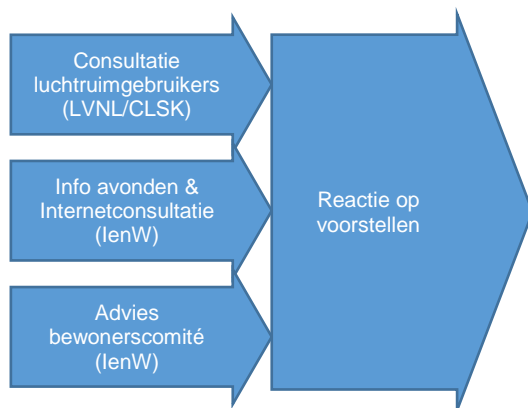 Consultatie
luchtruimgebruikers
(LVNL/CLSK)
Info avonden &
Internetconsultatie
(IenW)
Advies
bewonerscomité
(IenW)
Reactie op
voorstellen